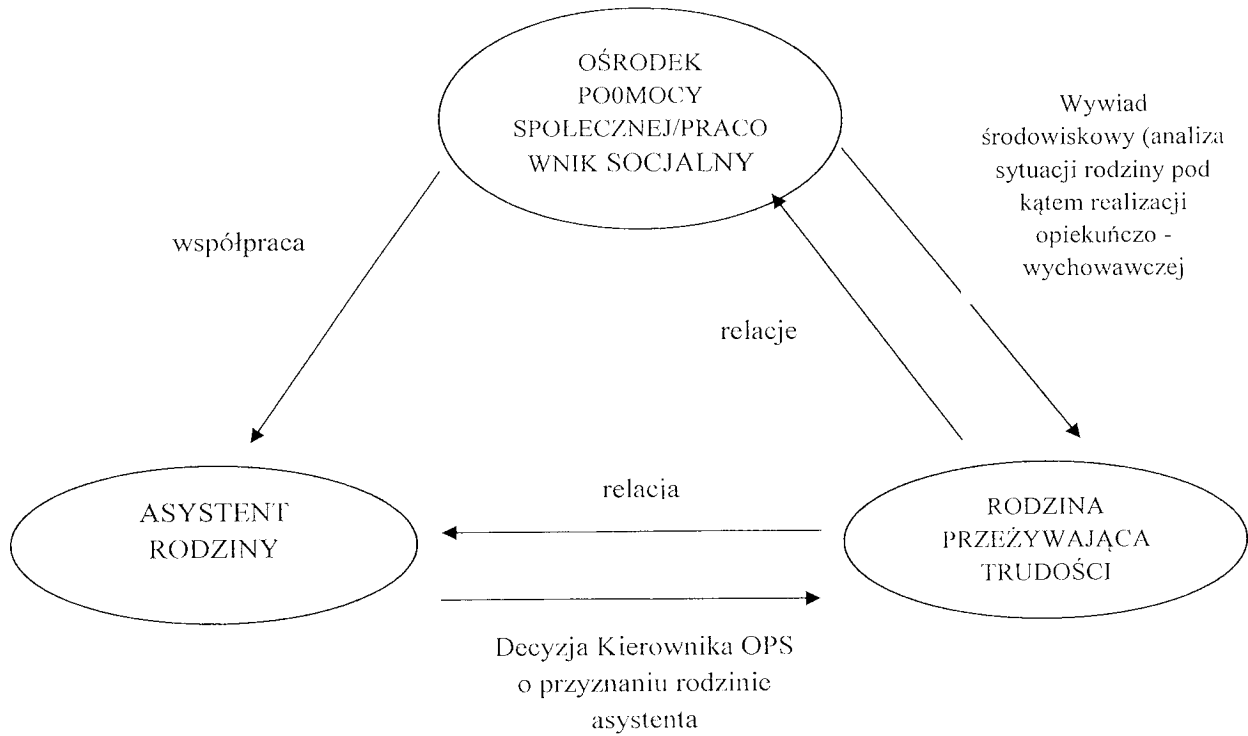 OŚRODEK
PO0MOCY
SPOŁECZNEJ/PRACO
WNIK SOCJALNY
Wywiad
środowiskowy (analiza
sytuacji rodziny pod
kątem realizacji
opiekuńczo -
wychowawczej
współpraca
relacje
relacja
ASYSTENT
RODZINY
RODZINA
PRZEŻYWAJĄCA
TRUDOŚCI
Decyzja Kierownika OPS
o przyznaniu rodzinie
asystenta